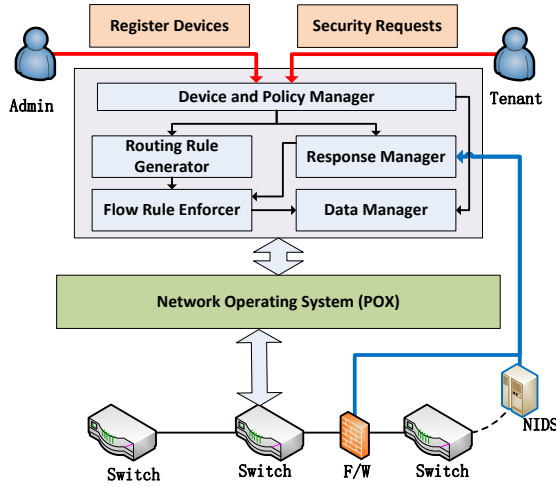 Register Devices
Security Requests
Admin
Tenant
Device and Policy Manager
Routing Rule
Generator
Response Manager
Flow Rule Enforcer
Data Manager
Network Operating System (POX)
NIDS
Switch
Switch
F/W
Switch